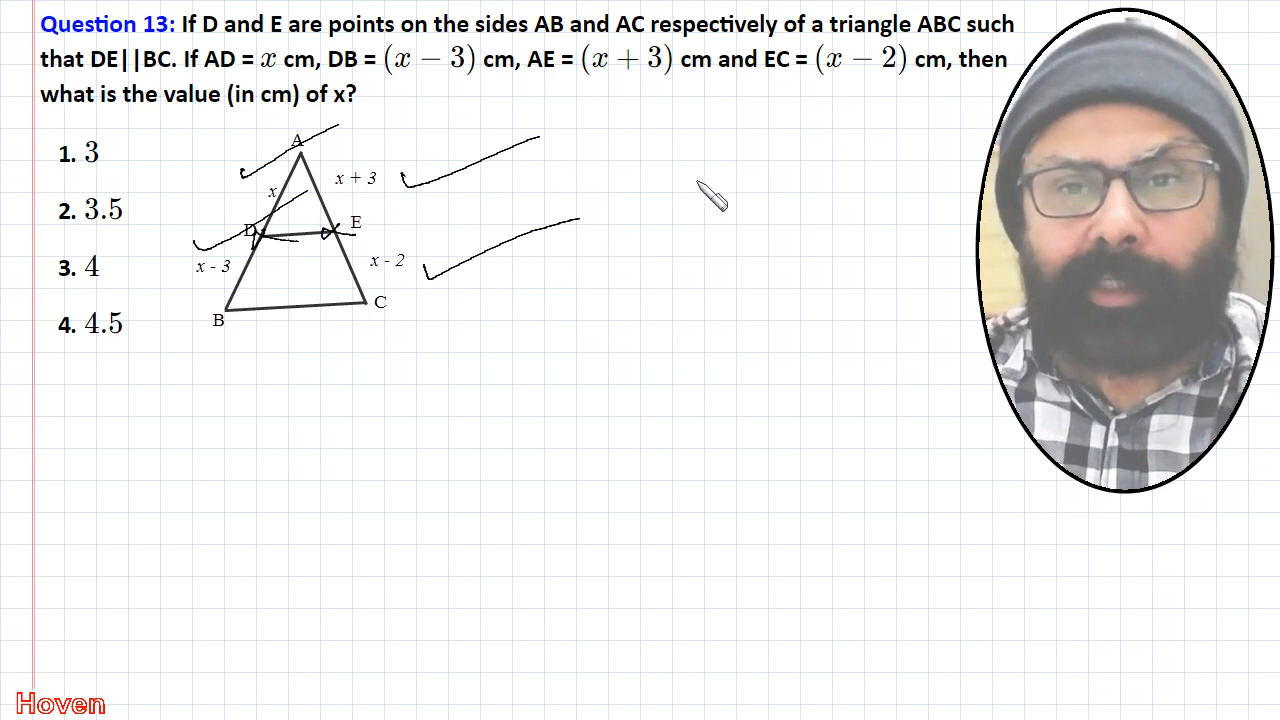 Question 13: If D and E are points on the sides AB and AC respectively of a triangle ABC such
that DE||BC. If AD = x cm, DB = (x − 3) cm, AE = (x + 3) cm and EC = (x − 2) cm, then
what is the value (in cm) of x?
1. 3
2. 3.5
3. 4
4. 4.5
A
x
x + 3
D
E
x - 3
x - 2
B
C
Hoven